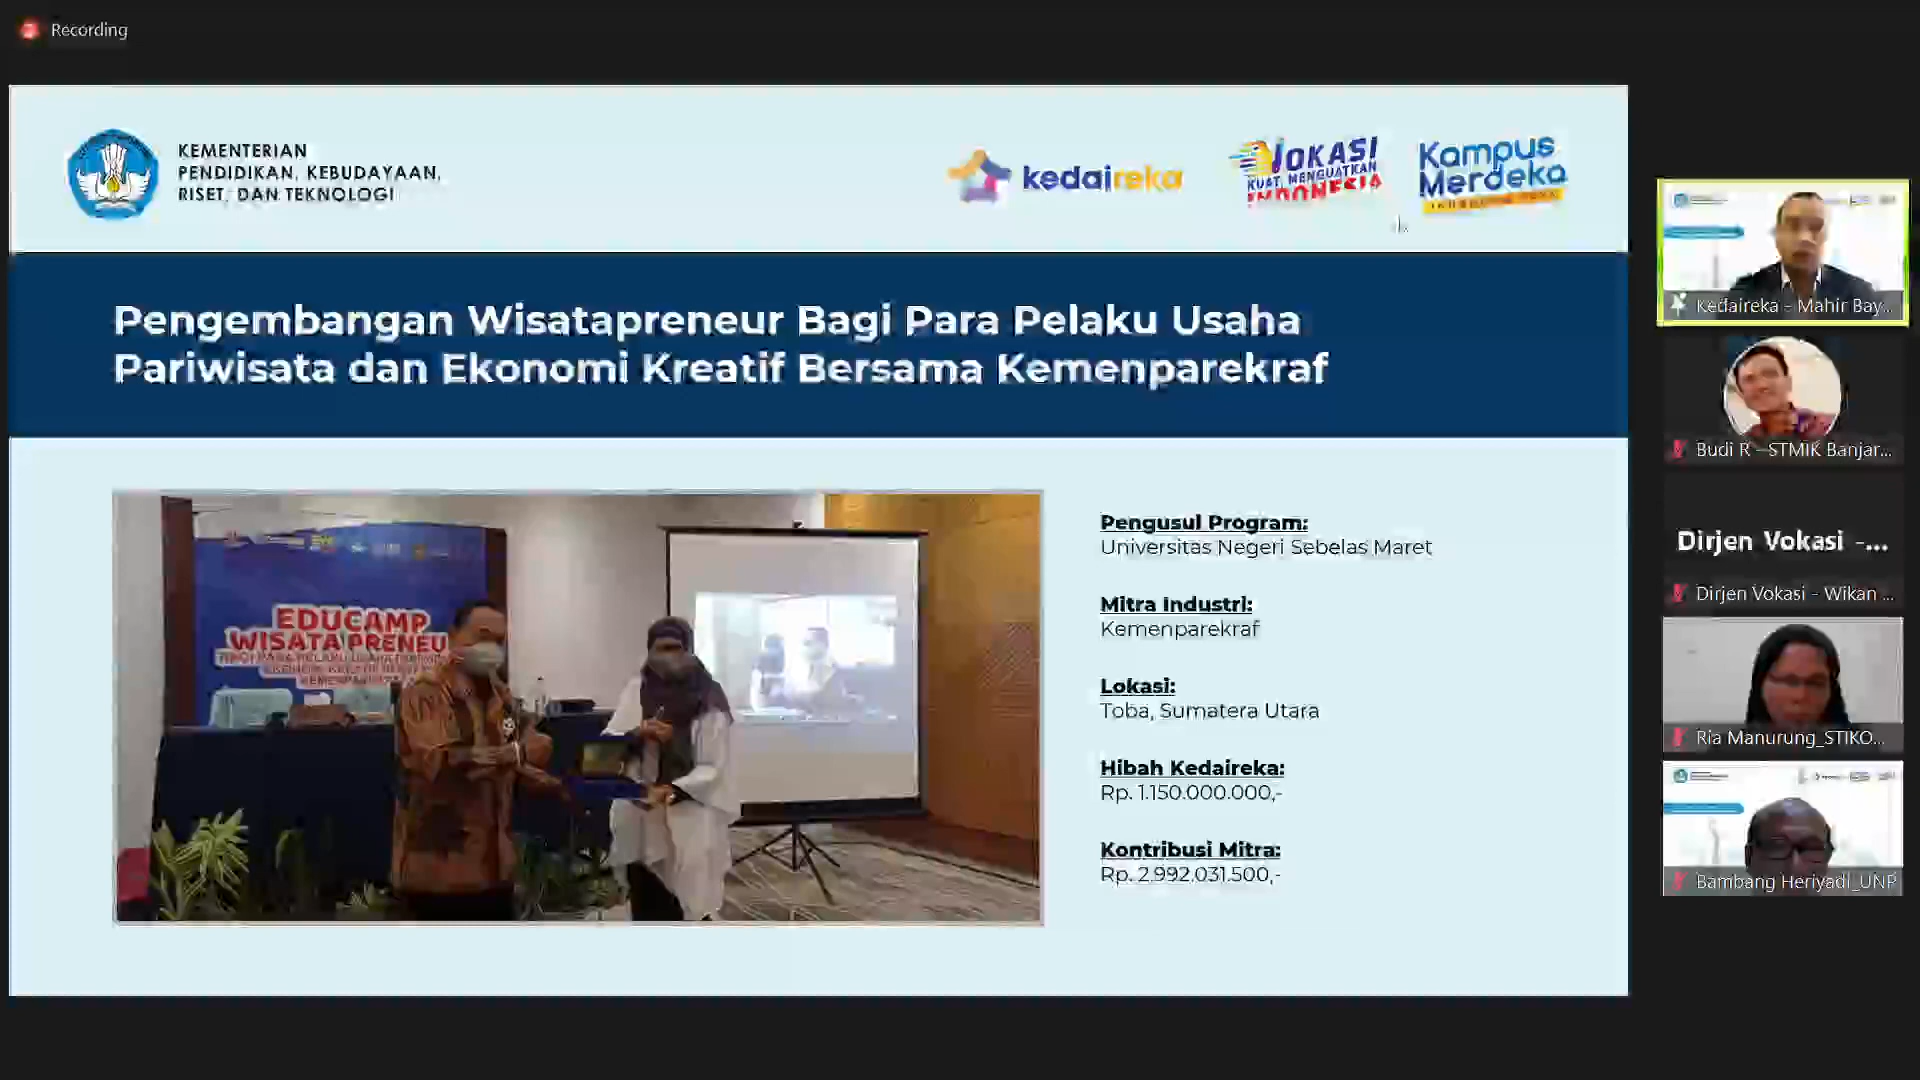 Recording
KEMENTERIAN
PENDIDIKAN, KEBUDAYAAN,
RISET, DAN TEKNOLOGI
kedaireka
VOKASI
KUAT, MENGUATKAN
INDONESIA
Kampus
Merdeka
Pengembangan Wisatapreneur Bagi Para Pelaku Usaha
Pariwisata dan Ekonomi Kreatif Bersama Kemenparekraf
EDUCAMP
WISATA PRENEU
Pengusul Program:
Universitas Negeri Sebelas Maret
Mitra Industri:
Kemenparekraf
Lokasi:
Toba, Sumatera Utara
Hibah Kedaireka:
Rp. 1.150.000.000,-
Kontribusi Mitra:
Rp. 2.992.031.500,-
Kedaireka - Mahir Bay...
Budi R - STMIK Banjar...
Dirjen Vokasi -...
Dirjen Vokasi - Wikan ...
Ria Manurung_STIKO...
Bambang Heriyadi_UNP